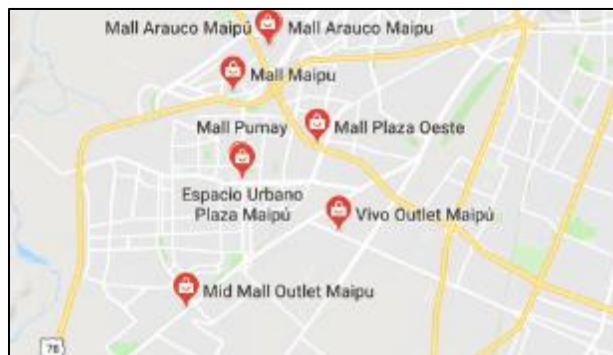 Mall Arauco Maipú
Mall Arauco Maipu
Mall Maipu
Mall Pumay
Mall Plaza Oeste
Espacio Urbano
Plaza Maipú
Vivo Outlet Maipú
Mid Mall Outlet Maipu
78